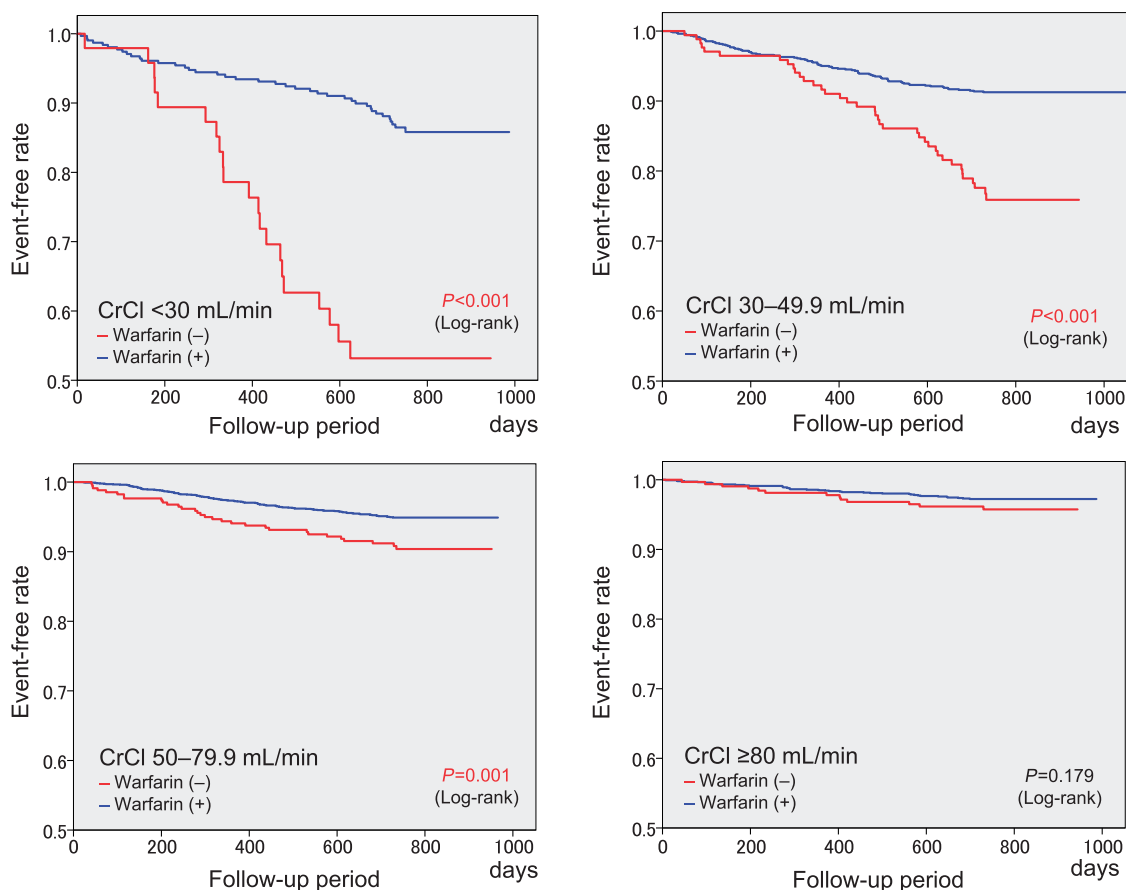 1.0
0.9
0.8
0.7
0.6
0.5
Event-free rate
CrCl <30 mL/min
Warfarin (–)
Warfarin (+)
P<0.001
(Log-rank)
0 200 400 600 800 1000
Follow-up period
days
1.0
0.9
0.8
0.7
0.6
0.5
Event-free rate
CrCl 30–49.9 mL/min
Warfarin (–)
Warfarin (+)
P<0.001
(Log-rank)
0 200 400 600 800 1000
Follow-up period
days
1.0
0.9
0.8
0.7
0.6
0.5
Event-free rate
CrCl 50–79.9 mL/min
Warfarin (–)
Warfarin (+)
P=0.001
(Log-rank)
0 200 400 600 800 1000
Follow-up period
days
1.0
0.9
0.8
0.7
0.6
0.5
Event-free rate
CrCl ≥80 mL/min
Warfarin (–)
Warfarin (+)
P=0.179
(Log-rank)
0 200 400 600 800 1000
Follow-up period
days